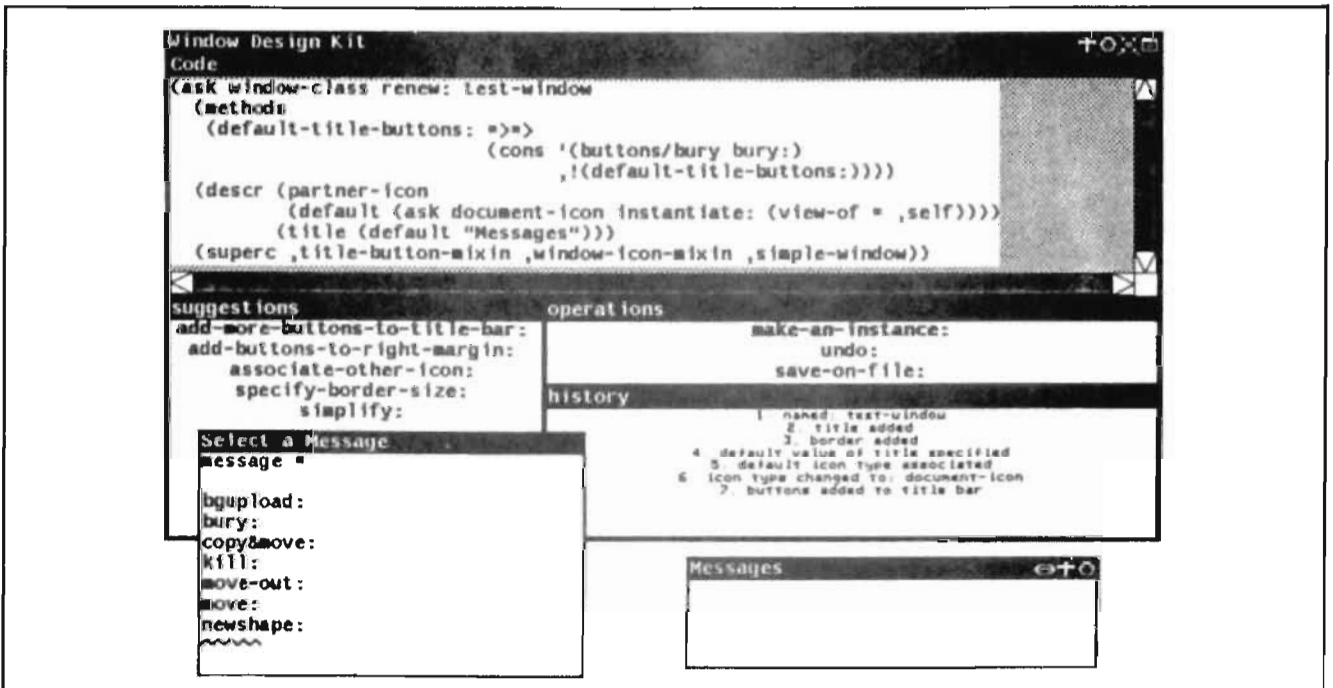 Window Design Kit
Code
(ask window-class renew: test-window
(methods
(default-title-buttons: =>=>
(cons '(buttons/bury bury:)
,!(default-title-buttons:))))
(descr (partner-icon
(default (ask document-icon instantiate: (view-of = ,self))))
(title (default "Messages")))
(superc ,title-button-mixin ,window-icon-mixin ,simple-window))
suggestions
add-more-buttons-to-title-bar:
add-buttons-to-right-margin:
associate-other-icon:
specify-border-size:
simplify:
operations
make-an-instance:
undo:
save-on-file:
history
1. named: test-window
2. title added
3. border added
4. default value of title specified
5. default icon type associated
6. icon type changed to: document-icon
7. buttons added to title bar
Select a Message
message =
bgupload:
bury:
copy&move:
kill:
move-out:
move:
newshape:
Messages